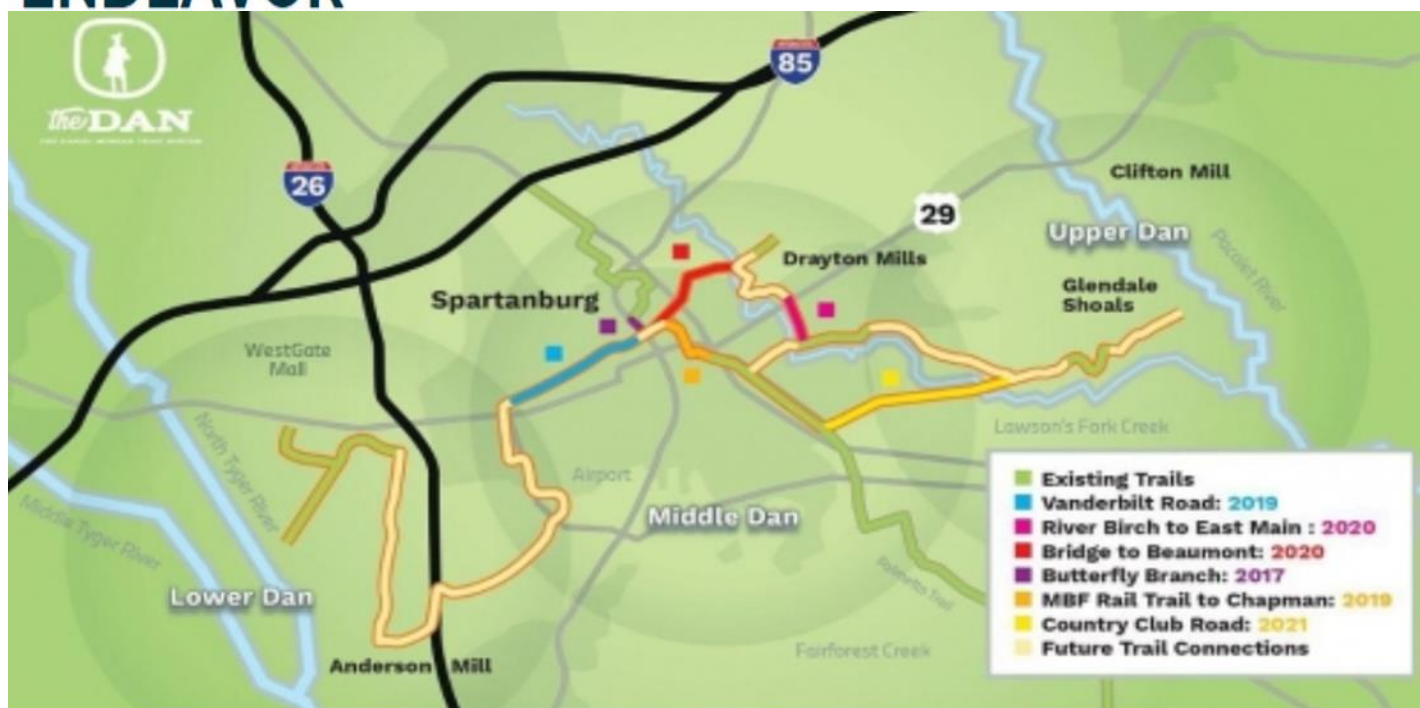 ENDEAVOR
the DAN
85
26
29
Clifton Mill
Upper Dan
Pacolet River
Drayton Mills
Glendale
Shoals
Spartanburg
WestGate
Mall
North Tyger River
Lawson's Fork Creek
Airport
Middle Tyger River
Middle Dan
Lower Dan
Palmetto Trail
Fairforest Creek
Anderson Mill
Existing Trails
Vanderbilt Road: 2019
River Birch to East Main : 2020
Bridge to Beaumont: 2020
Butterfly Branch: 2017
MBF Rail Trail to Chapman: 2019
Country Club Road: 2021
Future Trail Connections